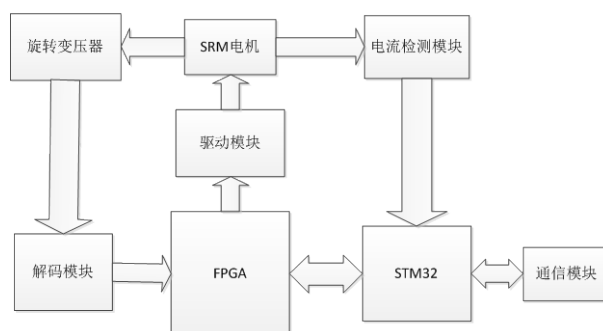 旋转变压器
SRM电机
电流检测模块
驱动模块
解码模块
FPGA
STM32
通信模块